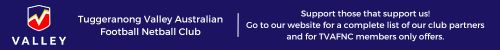 VALLEY
Tuggeranong Valley Australian
Football Netball Club
Support those that support us!
Go to our website for a complete list of our club partners
and for TVAFNC members only offers.